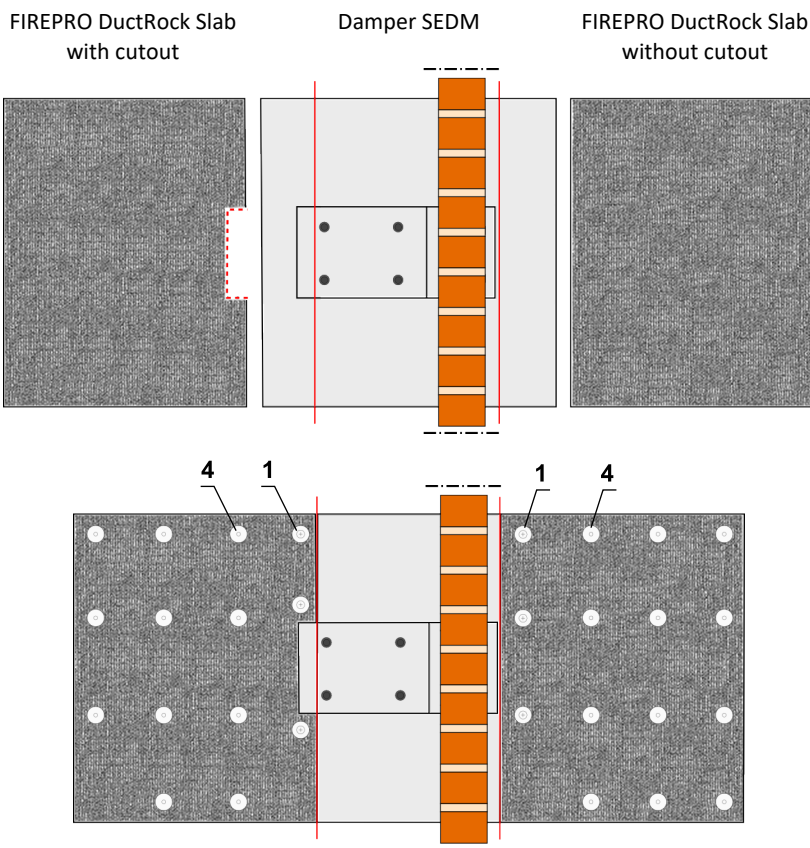 FIREPRO DuctRock Slab
with cutout
Damper SEDM
FIREPRO DuctRock Slab
without cutout
4
1
1
4